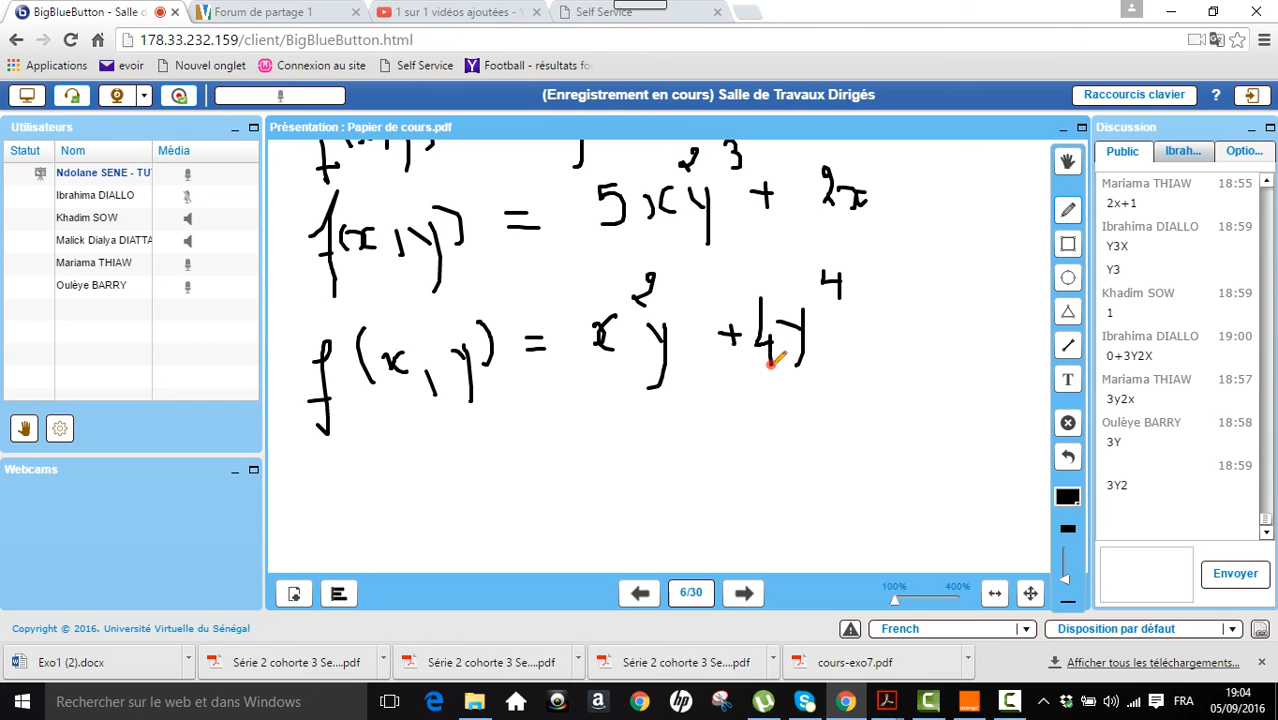 BigBlueButton - Salle d
Forum de partage 1
1 sur 1 vidéos ajoutées - Y
Self Service
178.33.232.159/client/BigBlueButton.html
Applications
evoir
Nouvel onglet
Connexion au site
Self Service
Football - résultats fo
(Enregistrement en cours) Salle de Travaux Dirigés
Raccourcis clavier
?
Utilisateurs
Statut Nom Média
Ndolane SENE - TU
Ibrahima DIALLO
Khadim SOW
Malick Dialya DIATTA
Mariama THIAW
Oulèye BARRY
Webcams
Présentation : Papier de cours.pdf
f(x,y) = 5xy² + 2x
f(x,y) = x²y + 4y⁴
6/30
100% 400%
Discussion
Public Ibrah... Optio...
Mariama THIAW 18:55
2x+1
Ibrahima DIALLO 18:59
Y3X
Y3
Khadim SOW 18:59
1
Ibrahima DIALLO 19:00
0+3Y2X
Mariama THIAW 18:57
3y2x
Oulèye BARRY 18:58
3Y
18:59
3Y2
Envoyer
Copyright © 2016. Université Virtuelle du Sénégal
French
Disposition par défaut
Exo1 (2).docx
Série 2 cohorte 3 Se....pdf
Série 2 cohorte 3 Se....pdf
Série 2 cohorte 3 Se....pdf
cours-exo7.pdf
Afficher tous les téléchargements...
Rechercher sur le web et dans Windows
FRA
19:04
05/09/2016